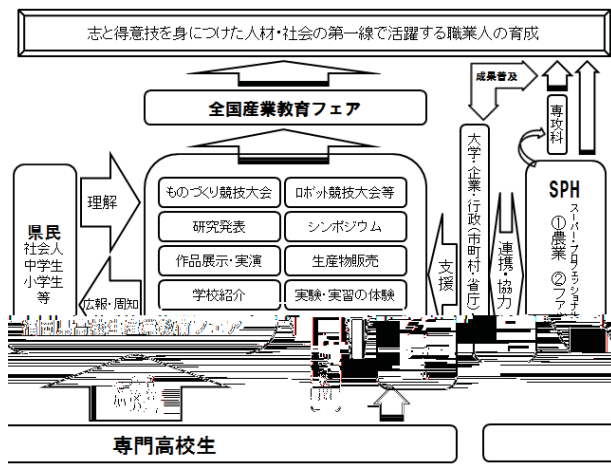 志と得意技を身につけた人材・社会の第一線で活躍する職業人の育成
成果普及
全国産業教育フェア
専攻科
ものづくり競技大会
ロボット競技大会等
研究発表
シンポジウム
作品展示・実演
生産物販売
学校紹介
実験・実習の体験
県民
社会人
中学生
小学生
等
理解
広報・周知
支援
大学・企業・行政(市町村・省庁)
連携・協力
SPH
スーパー・プロフェッショナル
①農業 ②ファ
専門高校生